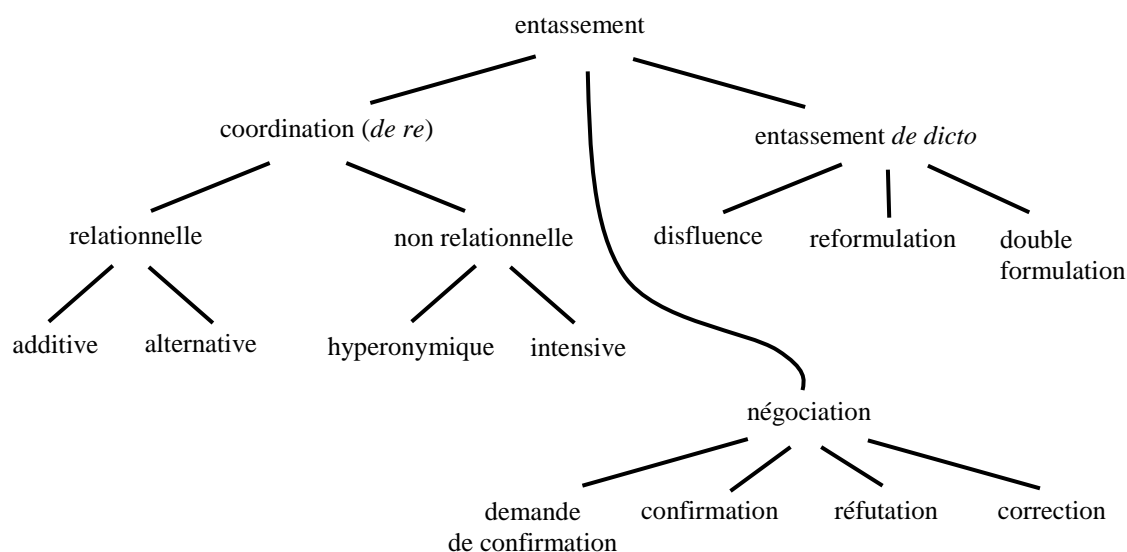 entassement
coordination (de re)
entassement de dicto
relationnelle
non relationnelle
disfluence
reformulation
double
formulation
additive
alternative
hyperonymique
intensive
négociation
demande
de confirmation
confirmation
réfutation
correction